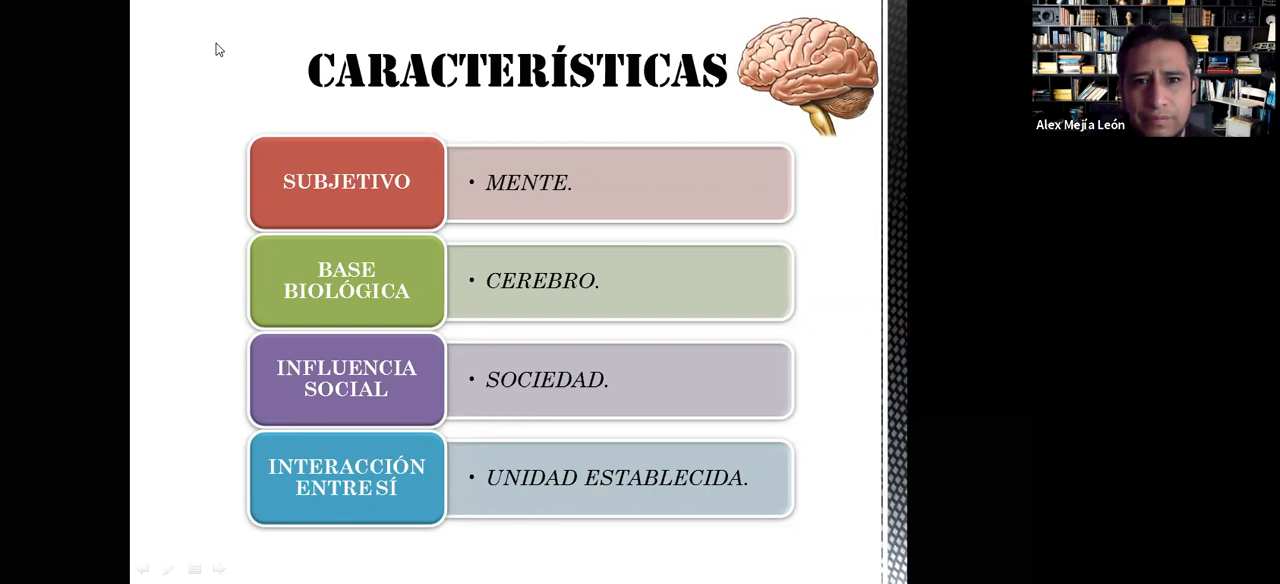 CARACTERÍSTICAS
Alex Mejía León
SUBJETIVO
• MENTE.
BASE
BIOLÓGICA
• CEREBRO.
INFLUENCIA
SOCIAL
• SOCIEDAD.
INTERACCIÓN
ENTRE SÍ
• UNIDAD ESTABLECIDA.